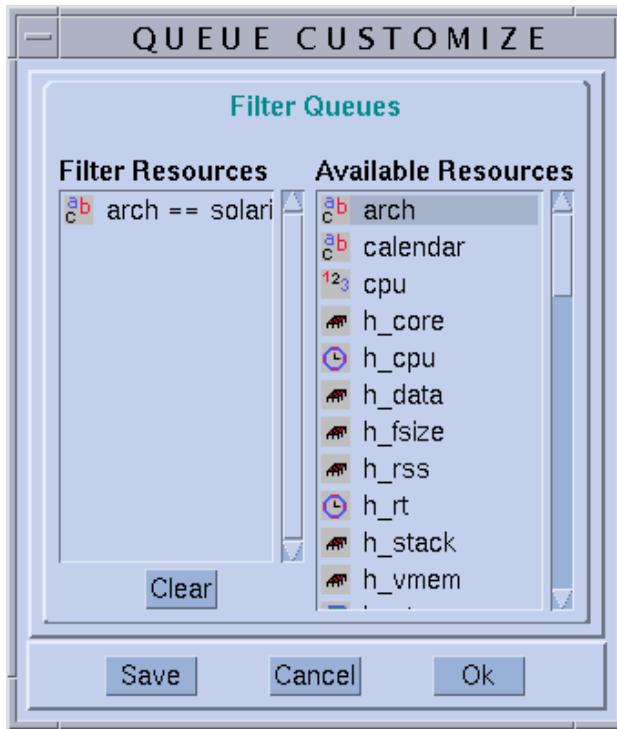 QUEUE CUSTOMIZE
Filter Queues
Filter Resources
arch == solari
Clear
Available Resources
arch
calendar
cpu
h_core
h_cpu
h_data
h_fsize
h_rss
h_rt
h_stack
h_vmem
Save Cancel Ok